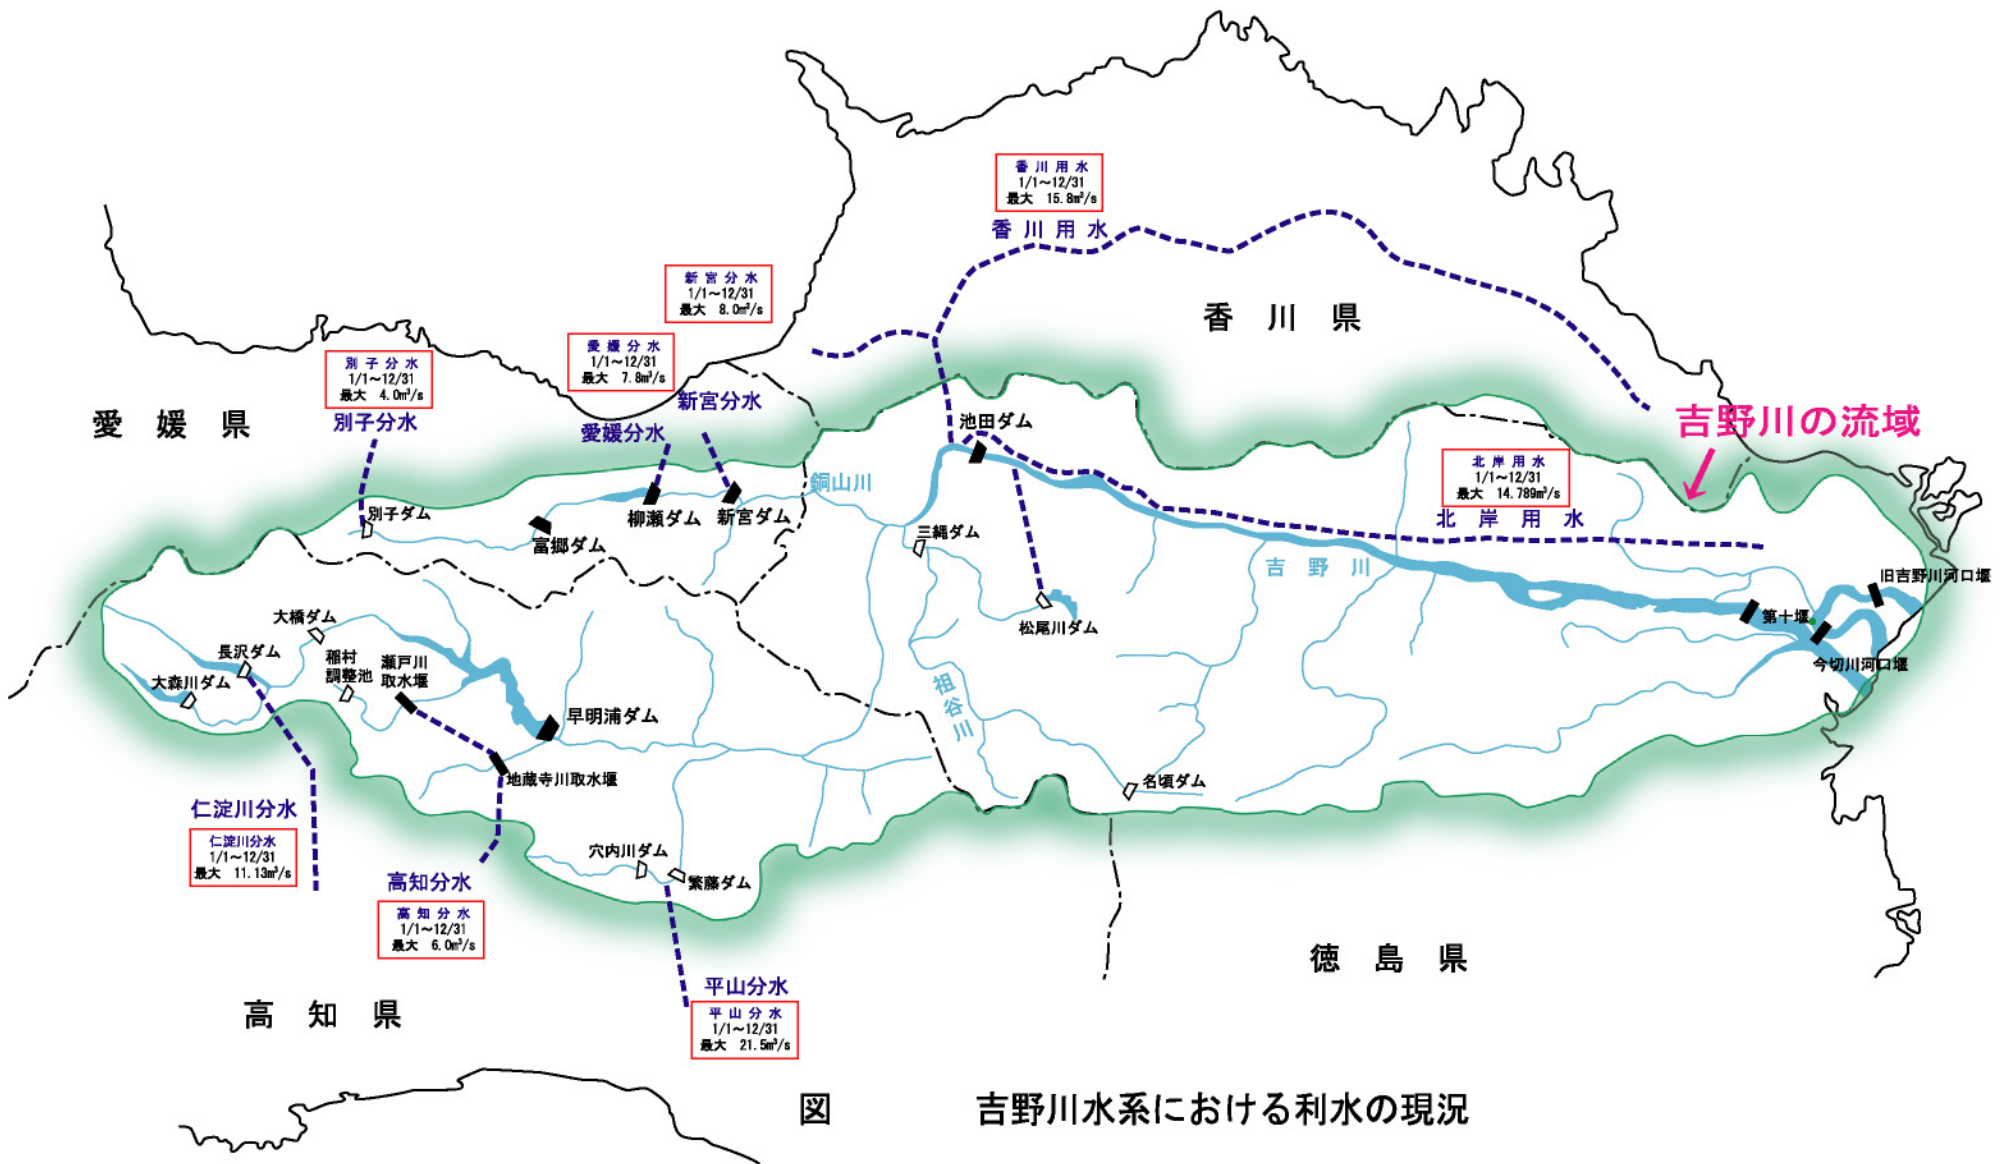 香川用水
1/1～12/31
最大 15.8m³/s
香川用水
新宮分水
1/1～12/31
最大 8.0m³/s
香川県
愛媛分水
1/1～12/31
最大 7.8m³/s
別子分水
1/1～12/31
最大 4.0m³/s
新宮分水
愛媛県
別子分水
愛媛分水
池田ダム
吉野川の流域
北岸用水
1/1～12/31
最大 14.789m³/s
北岸用水
銅山川
別子ダム
柳瀬ダム
新宮ダム
富郷ダム
三縄ダム
吉野川
旧吉野川河口堰
大橋ダム
松尾川ダム
第十堰
長沢ダム
稲村
調整池
瀬戸川
取水堰
今切川河口堰
大森川ダム
祖谷川
早明浦ダム
地蔵寺川取水堰
名頃ダム
仁淀川分水
仁淀川分水
1/1～12/31
最大 11.13m³/s
穴内川ダム
繁藤ダム
高知分水
高知分水
1/1～12/31
最大 6.0m³/s
徳島県
平山分水
平山分水
1/1～12/31
最大 21.5m³/s
高知県
図 吉野川水系における利水の現況